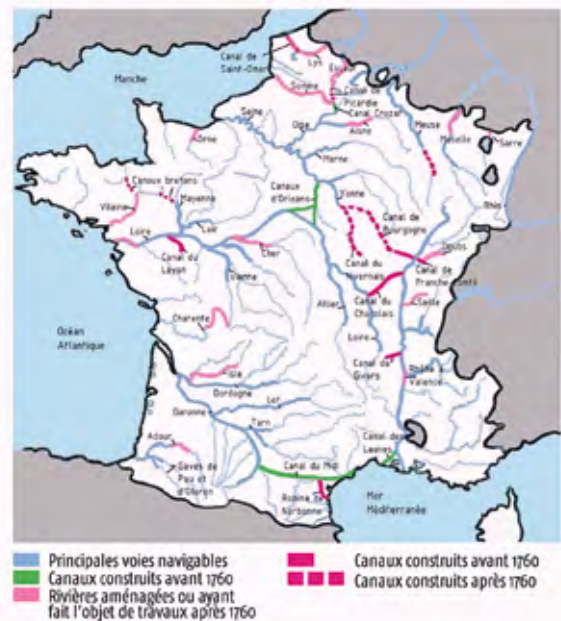 Canal de
Saint-Omer
Lys
Escaut
Manche
Somme
Canal de
Picardie
Canal Crozat
Seine
Oise
Aisne
Meuse
Moselle
Sarre
Orne
Marne
Rhin
Canaux bretons
Mayenne
Canaux
d'Orléans
Yonne
Vilaine
Canal de
Bourgogne
Loire
Loir
Doubs
Canal du
Layon
Cher
Canal du
Nivernais
Canal de
Franche-Comté
Vienne
Allier
Canal du
Charolais
Seille
Charente
Océan
Atlantique
Loire
Canal de
Givors
Rhône à
Valence
Isle
Dordogne
Lot
Garonne
Tarn
Adour
Canal des
Canal du Midi
Gaves de
Pau et
d'Oloron
Robine de
Narbonne
Mer
Méditerranée
Principales voies navigables
Canaux construits avant 1760
Rivières aménagées ou ayant
fait l'objet de travaux après 1760
Canaux construits avant 1760
Canaux construits après 1760